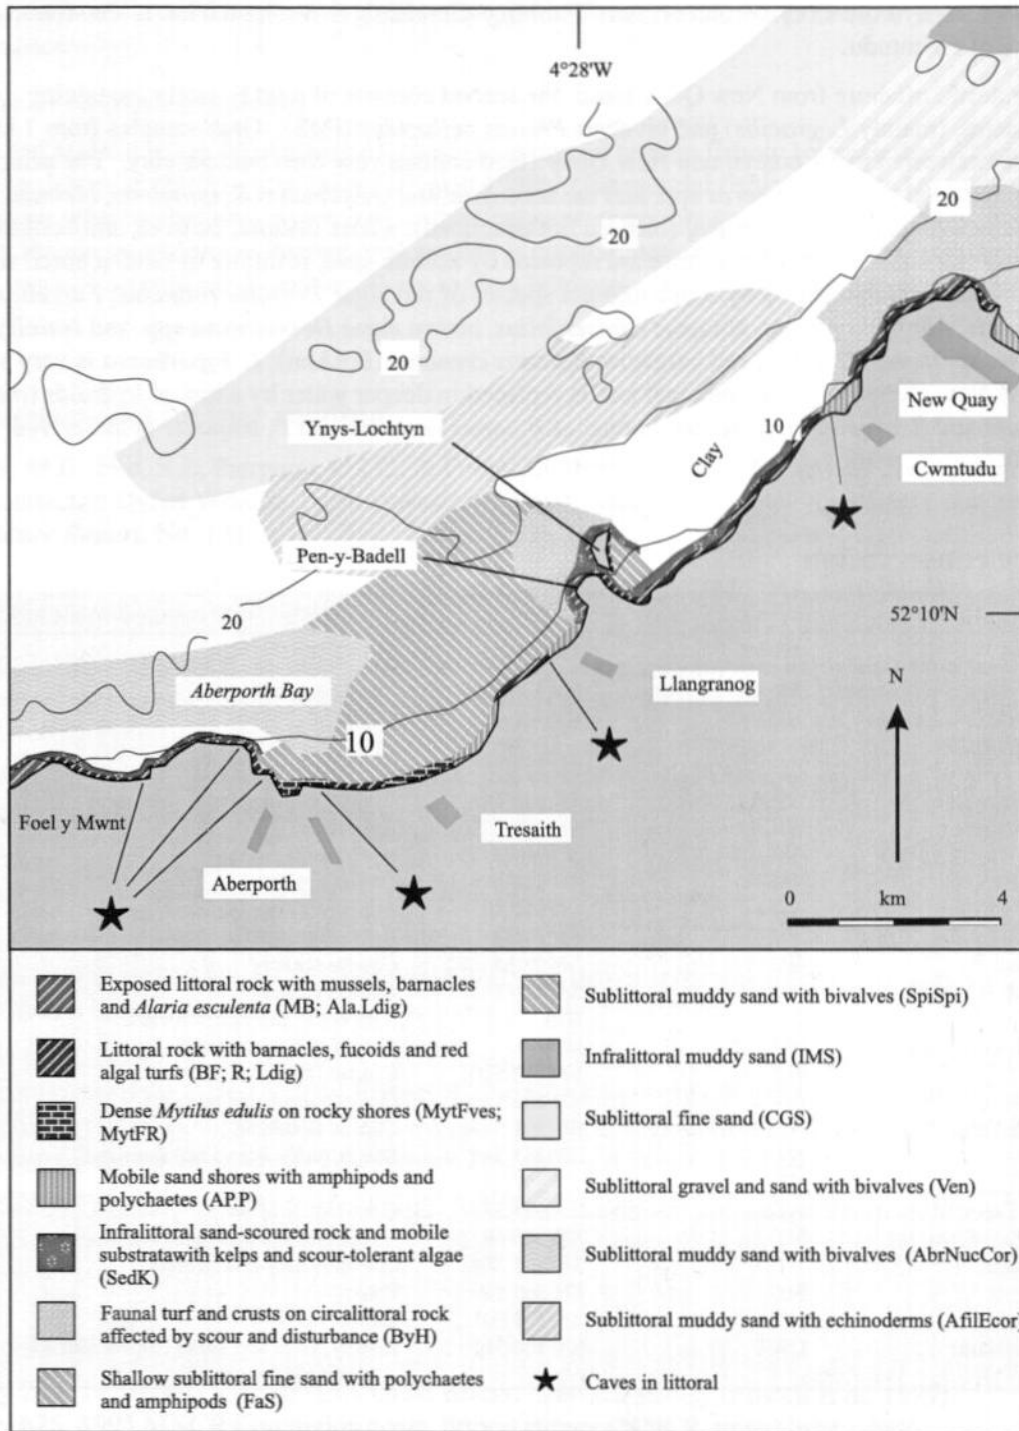 4°28'W
20
20
20
Ynys-Lochtyn
New Quay
10
Clay
Cwmtudu
Pen-y-Badell
52°10'N
20
Llangranog
Aberporth Bay
N
10
Foel y Mwnt
Tresaith
Aberporth
0 km 4
Exposed littoral rock with mussels, barnacles
and Alaria esculenta (MB; Ala.Ldig)
Littoral rock with barnacles, fucoids and red
algal turfs (BF; R; Ldig)
Dense Mytilus edulis on rocky shores (MytFves;
MytFR)
Mobile sand shores with amphipods and
polychaetes (AP.P)
Infralittoral sand-scoured rock and mobile
substratawith kelps and scour-tolerant algae
(SedK)
Faunal turf and crusts on circalittoral rock
affected by scour and disturbance (ByH)
Shallow sublittoral fine sand with polychaetes
and amphipods (FaS)
Sublittoral muddy sand with bivalves (SpiSpi)
Infralittoral muddy sand (IMS)
Sublittoral fine sand (CGS)
Sublittoral gravel and sand with bivalves (Ven)
Sublittoral muddy sand with bivalves (AbrNucCor)
Sublittoral muddy sand with echinoderms (AfilEcor)
Caves in littoral